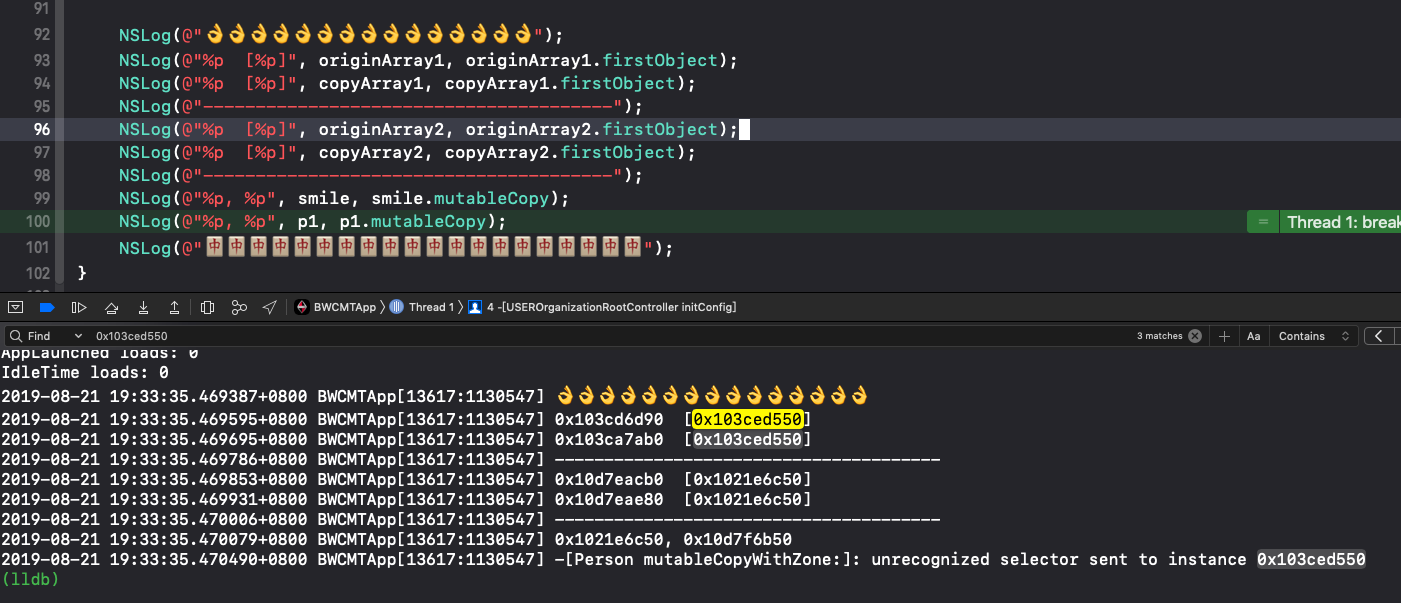 91
92 NSLog(@"👌👌👌👌👌👌👌👌👌👌👌👌👌👌👌");
93 NSLog(@"%p  [%p]", originArray1, originArray1.firstObject);
94 NSLog(@"%p  [%p]", copyArray1, copyArray1.firstObject);
95 NSLog(@"---------------------------------------");
96 NSLog(@"%p  [%p]", originArray2, originArray2.firstObject);
97 NSLog(@"%p  [%p]", copyArray2, copyArray2.firstObject);
98 NSLog(@"---------------------------------------");
99 NSLog(@"%p, %p", smile, smile.mutableCopy);
100 NSLog(@"%p, %p", p1, p1.mutableCopy); = Thread 1: break
101 NSLog(@"🀄🀄🀄🀄🀄🀄🀄🀄🀄🀄🀄🀄🀄🀄🀄🀄🀄🀄🀄🀄");
102 }
BWCMTApp 〉 Thread 1 〉 4 -[USEROrganizationRootController initConfig]
Find 0x103ced550 3 matches Aa Contains
AppLaunched loads: 0
IdleTime loads: 0
2019-08-21 19:33:35.469387+0800 BWCMTApp[13617:1130547] 👌👌👌👌👌👌👌👌👌👌👌👌👌👌👌
2019-08-21 19:33:35.469595+0800 BWCMTApp[13617:1130547] 0x103cd6d90  [0x103ced550]
2019-08-21 19:33:35.469695+0800 BWCMTApp[13617:1130547] 0x103ca7ab0  [0x103ced550]
2019-08-21 19:33:35.469786+0800 BWCMTApp[13617:1130547] ---------------------------------------
2019-08-21 19:33:35.469853+0800 BWCMTApp[13617:1130547] 0x10d7eacb0  [0x1021e6c50]
2019-08-21 19:33:35.469931+0800 BWCMTApp[13617:1130547] 0x10d7eae80  [0x1021e6c50]
2019-08-21 19:33:35.470006+0800 BWCMTApp[13617:1130547] ---------------------------------------
2019-08-21 19:33:35.470079+0800 BWCMTApp[13617:1130547] 0x1021e6c50, 0x10d7f6b50
2019-08-21 19:33:35.470490+0800 BWCMTApp[13617:1130547] -[Person mutableCopyWithZone:]: unrecognized selector sent to instance 0x103ced550
(lldb)